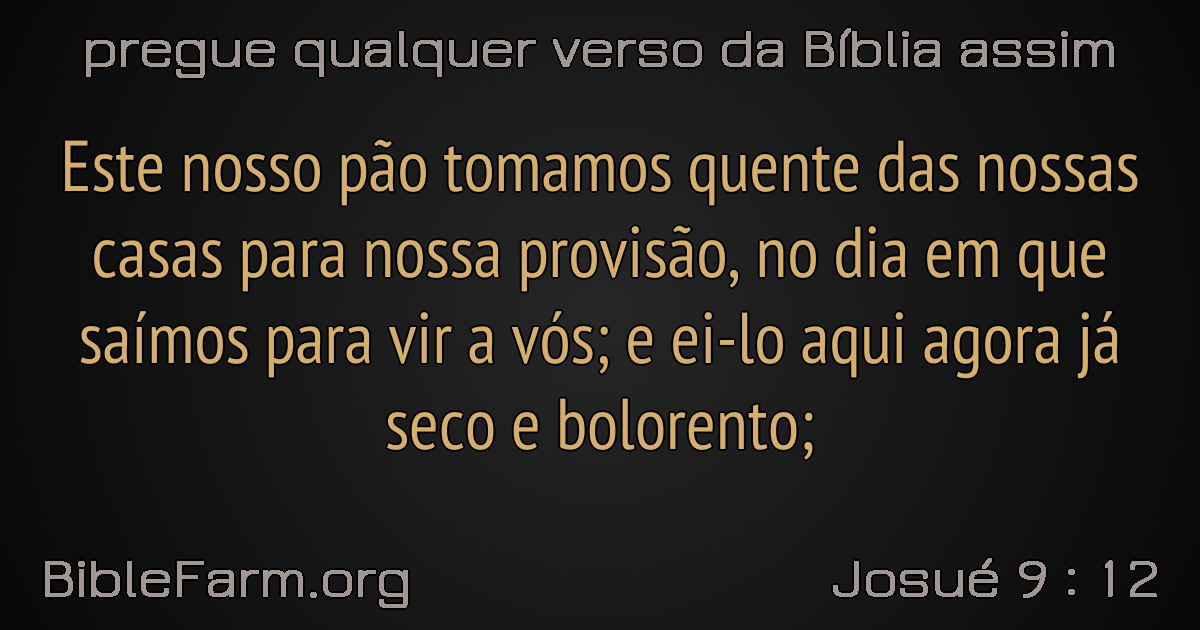 pregue qualquer verso da Bíblia assim
Este nosso pão tomamos quente das nossas
casas para nossa provisão, no dia em que
saímos para vir a vós; e ei-lo aqui agora já
seco e bolorento;
BibleFarm.org
Josué 9 : 12